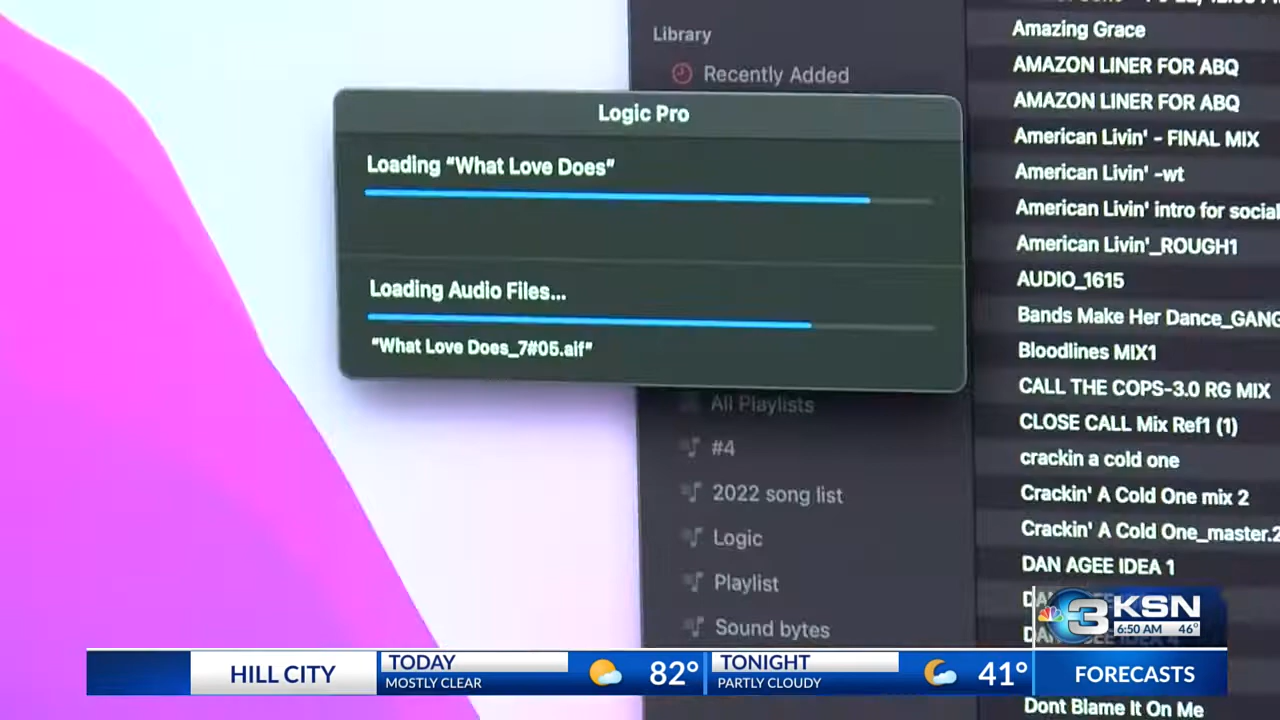 Library
Recently Added
Logic Pro
Loading “What Love Does”
Loading Audio Files...
“What Love Does_7#05.aif”
All Playlists
#4
2022 song list
Logic
Playlist
Sound bytes
Amazing Grace
AMAZON LINER FOR ABQ
AMAZON LINER FOR ABQ
American Livin' - FINAL MIX
American Livin' -wt
American Livin' intro for social
American Livin'_ROUGH1
AUDIO_1615
Bands Make Her Dance_GANG
Bloodlines MIX1
CALL THE COPS-3.0 RG MIX
CLOSE CALL Mix Ref1 (1)
crackin a cold one
Crackin' A Cold One mix 2
Crackin' A Cold One_master.2
DAN AGEE IDEA 1
Dont Blame It On Me
3 KSN
6:50 AM 46°
HILL CITY
TODAY
MOSTLY CLEAR
82°
TONIGHT
PARTLY CLOUDY
41°
FORECASTS